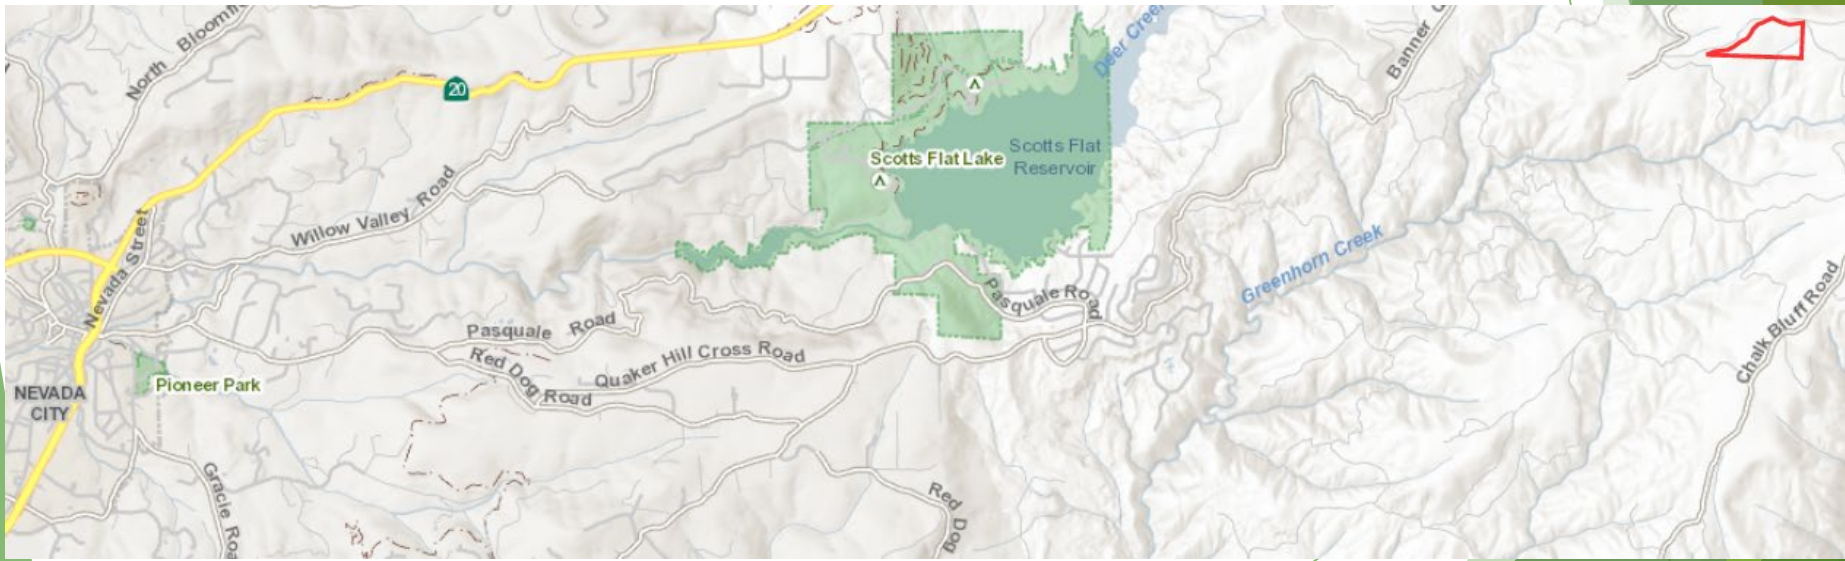 North Bloomfi
20
Deer Creek
Banner
Scotts Flat Lake
Scotts Flat
Reservoir
Willow Valley Road
Nevada Street
Greenhorn Creek
Pasquale Road
Pasquale Road
Chalk Bluff Road
Quaker Hill Cross Road
Red Dog Road
Pioneer Park
NEVADA
CITY
Gracie Roa
Red Dog